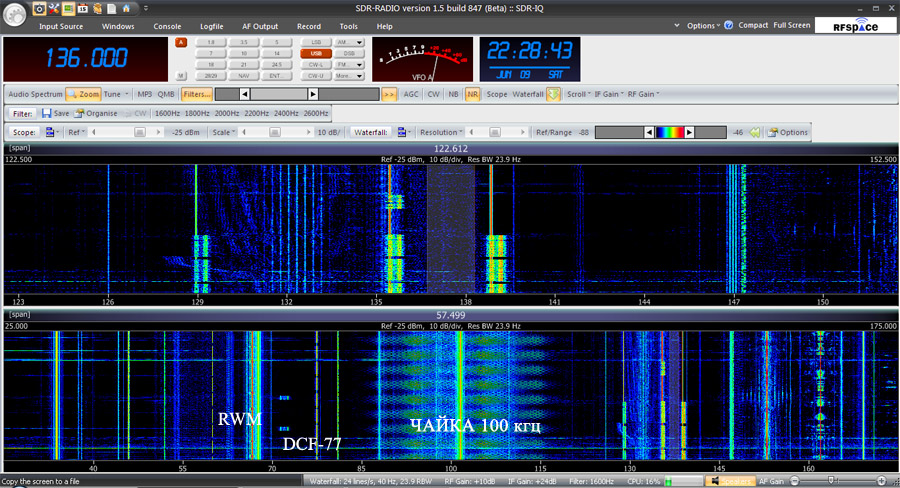 SDR-RADIO version 1.5 build 847 (Beta) :: SDR-IQ
Input Source Windows Console Logfile AF Output Record Tools Help Options Compact Full Screen
RFSPACE
136.000
A
M
1.8 3.5 5
7 10 14
18 21 24.5
28/29 NAV ENT...
LSB AM...
USB DSB
CW-L FM...
CW-U More...
VFO A
22:28:43
JUN 09 SAT
Audio Spectrum Zoom Tune MP3 QMB Filters... >> AGC CW NB NR Scope Waterfall Scroll IF Gain RF Gain
Filter: Save Organise CW 1600Hz 1800Hz 2000Hz 2200Hz 2400Hz 2600Hz
Scope: Ref -25 dBm Scale 10 dB/ Waterfall: Resolution Ref/Range -88 -46 Options
[span] 122.612
122.500 Ref -25 dBm, 10 dB/div, Res BW 23.9 Hz 152.500
123 126 129 132 135 138 141 144 147 150
[span] 57.499
25.000 Ref -25 dBm, 10 dB/div, Res BW 23.9 Hz 175.000
RWM
DCF-77
ЧАЙКА 100 кгц
40 55 70 85 100 115 130 145 160
Copy the screen to a file Waterfall: 24 lines/s, 40 Hz, 23.9 RBW RF Gain: +10dB IF Gain: +24dB Filter: 1600Hz CPU: 16% Speakers AF Gain